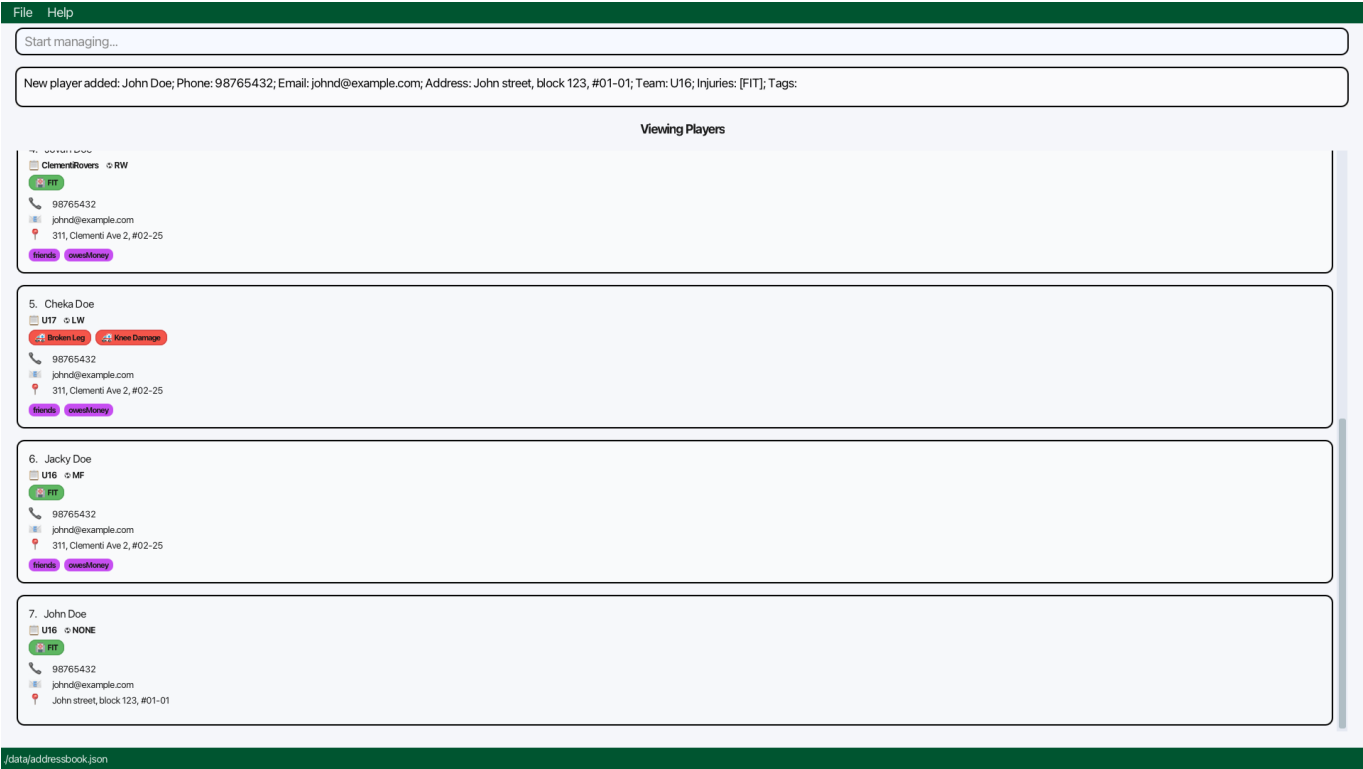 File Help
Start managing...
New player added: John Doe; Phone: 98765432; Email: johnd@example.com; Address: John street, block 123, #01-01; Team: U16; Injuries: [FIT]; Tags:
Viewing Players
ClementiRovers RW
FIT
98765432
johnd@example.com
311, Clementi Ave 2, #02-25
friends owesMoney
5. Cheka Doe
U17 LW
Broken Leg Knee Damage
98765432
johnd@example.com
311, Clementi Ave 2, #02-25
friends owesMoney
6. Jacky Doe
U16 MF
FIT
98765432
johnd@example.com
311, Clementi Ave 2, #02-25
friends owesMoney
7. John Doe
U16 NONE
FIT
98765432
johnd@example.com
John street, block 123, #01-01
./data/addressbook.json